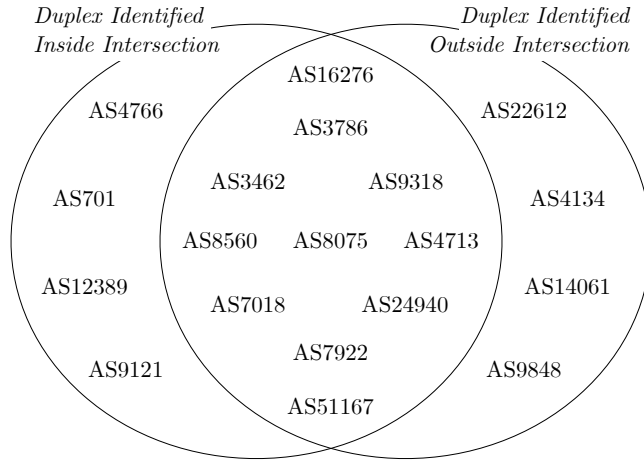 Duplex Identified
Inside Intersection
Duplex Identified
Outside Intersection
AS16276
AS4766
AS22612
AS3786
AS3462
AS9318
AS701
AS4134
AS8560
AS8075
AS4713
AS12389
AS14061
AS7018
AS24940
AS7922
AS9121
AS9848
AS51167